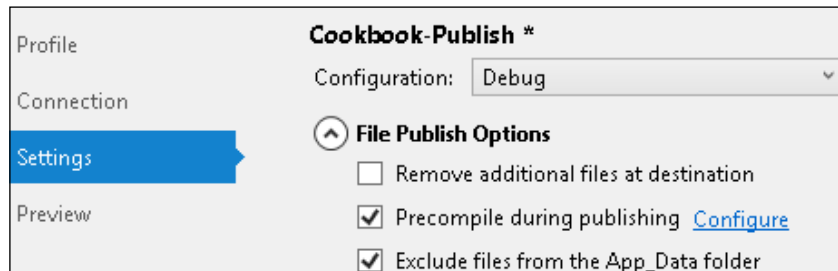 Profile
Connection
Settings
Preview
Cookbook-Publish *
Configuration: Debug
File Publish Options
Remove additional files at destination
Precompile during publishing Configure
Exclude files from the App_Data folder